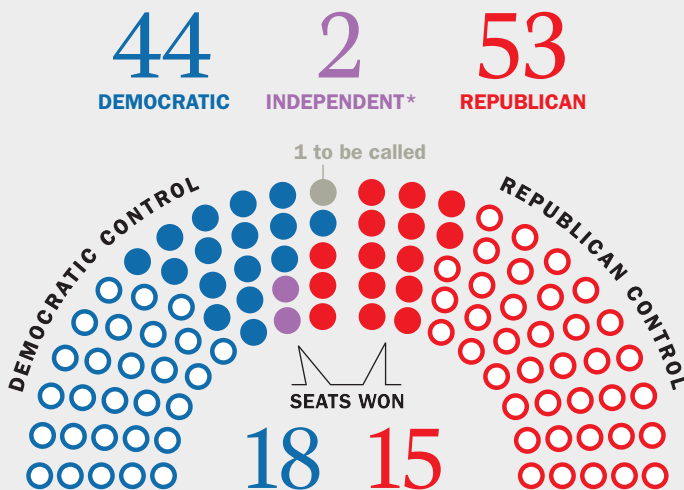 44 2 53
DEMOCRATIC INDEPENDENT* REPUBLICAN
1 to be called
DEMOCRATIC CONTROL
REPUBLICAN CONTROL
SEATS WON
18 15